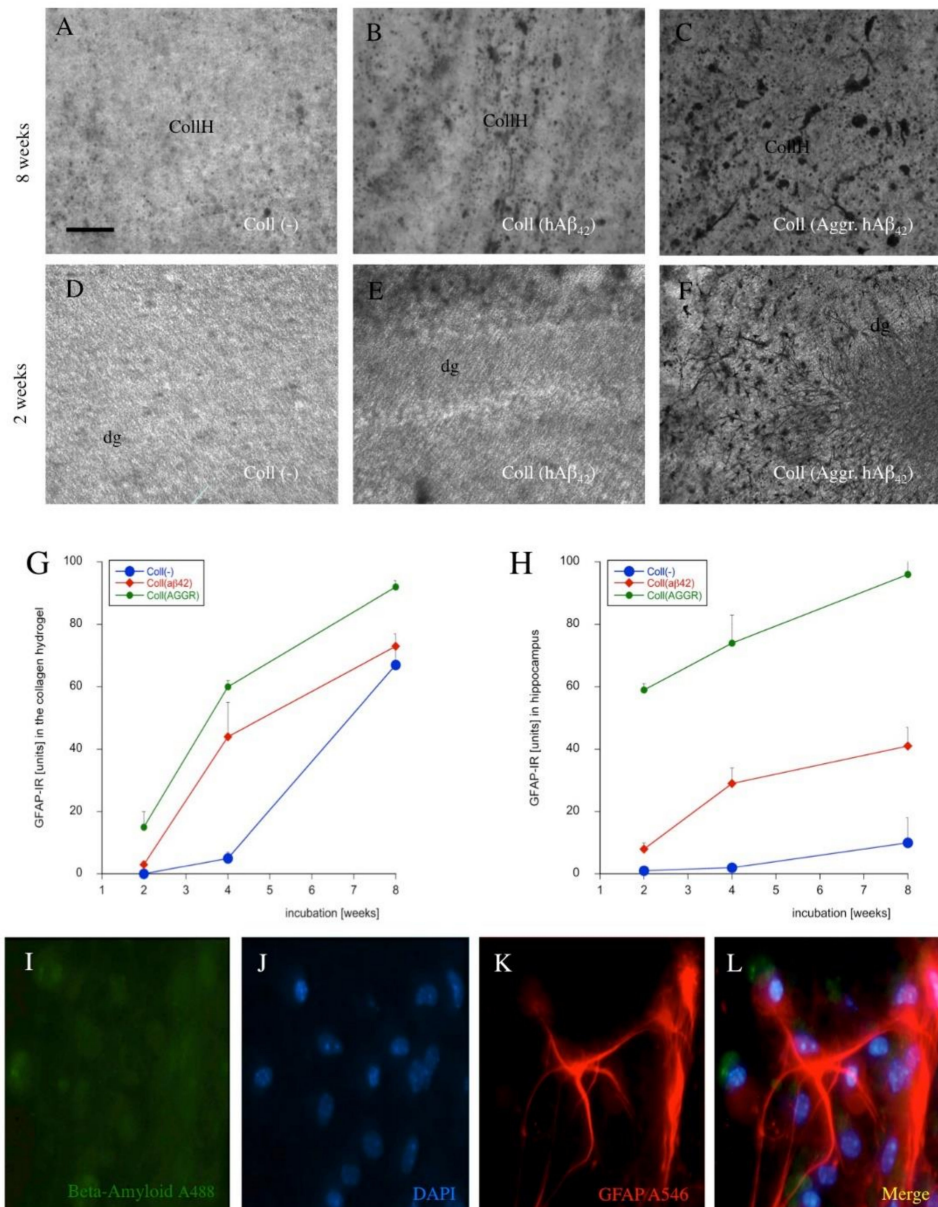 A
B
C
8 weeks
CollH
CollH
CollH
Coll (-)
Coll (hAβ₄₂)
Coll (Aggr. hAβ₄₂)
D
E
F
2 weeks
dg
dg
dg
Coll (-)
Coll (hAβ₄₂)
Coll (Aggr. hAβ₄₂)
G
Coll(-)
Coll(aβ42)
Coll(AGGR)
GFAP-IR [units] in the collagen hydrogel
100
80
60
40
20
0
1 2 3 4 5 6 7 8
incubation [weeks]
H
Coll(-)
Coll(aβ42)
Coll(AGGR)
GFAP-IR [units] in hippocampus
100
80
60
40
20
0
1 2 3 4 5 6 7 8
incubation [weeks]
I
J
K
L
Beta-Amyloid A488
DAPI
GFAP A546
Merge